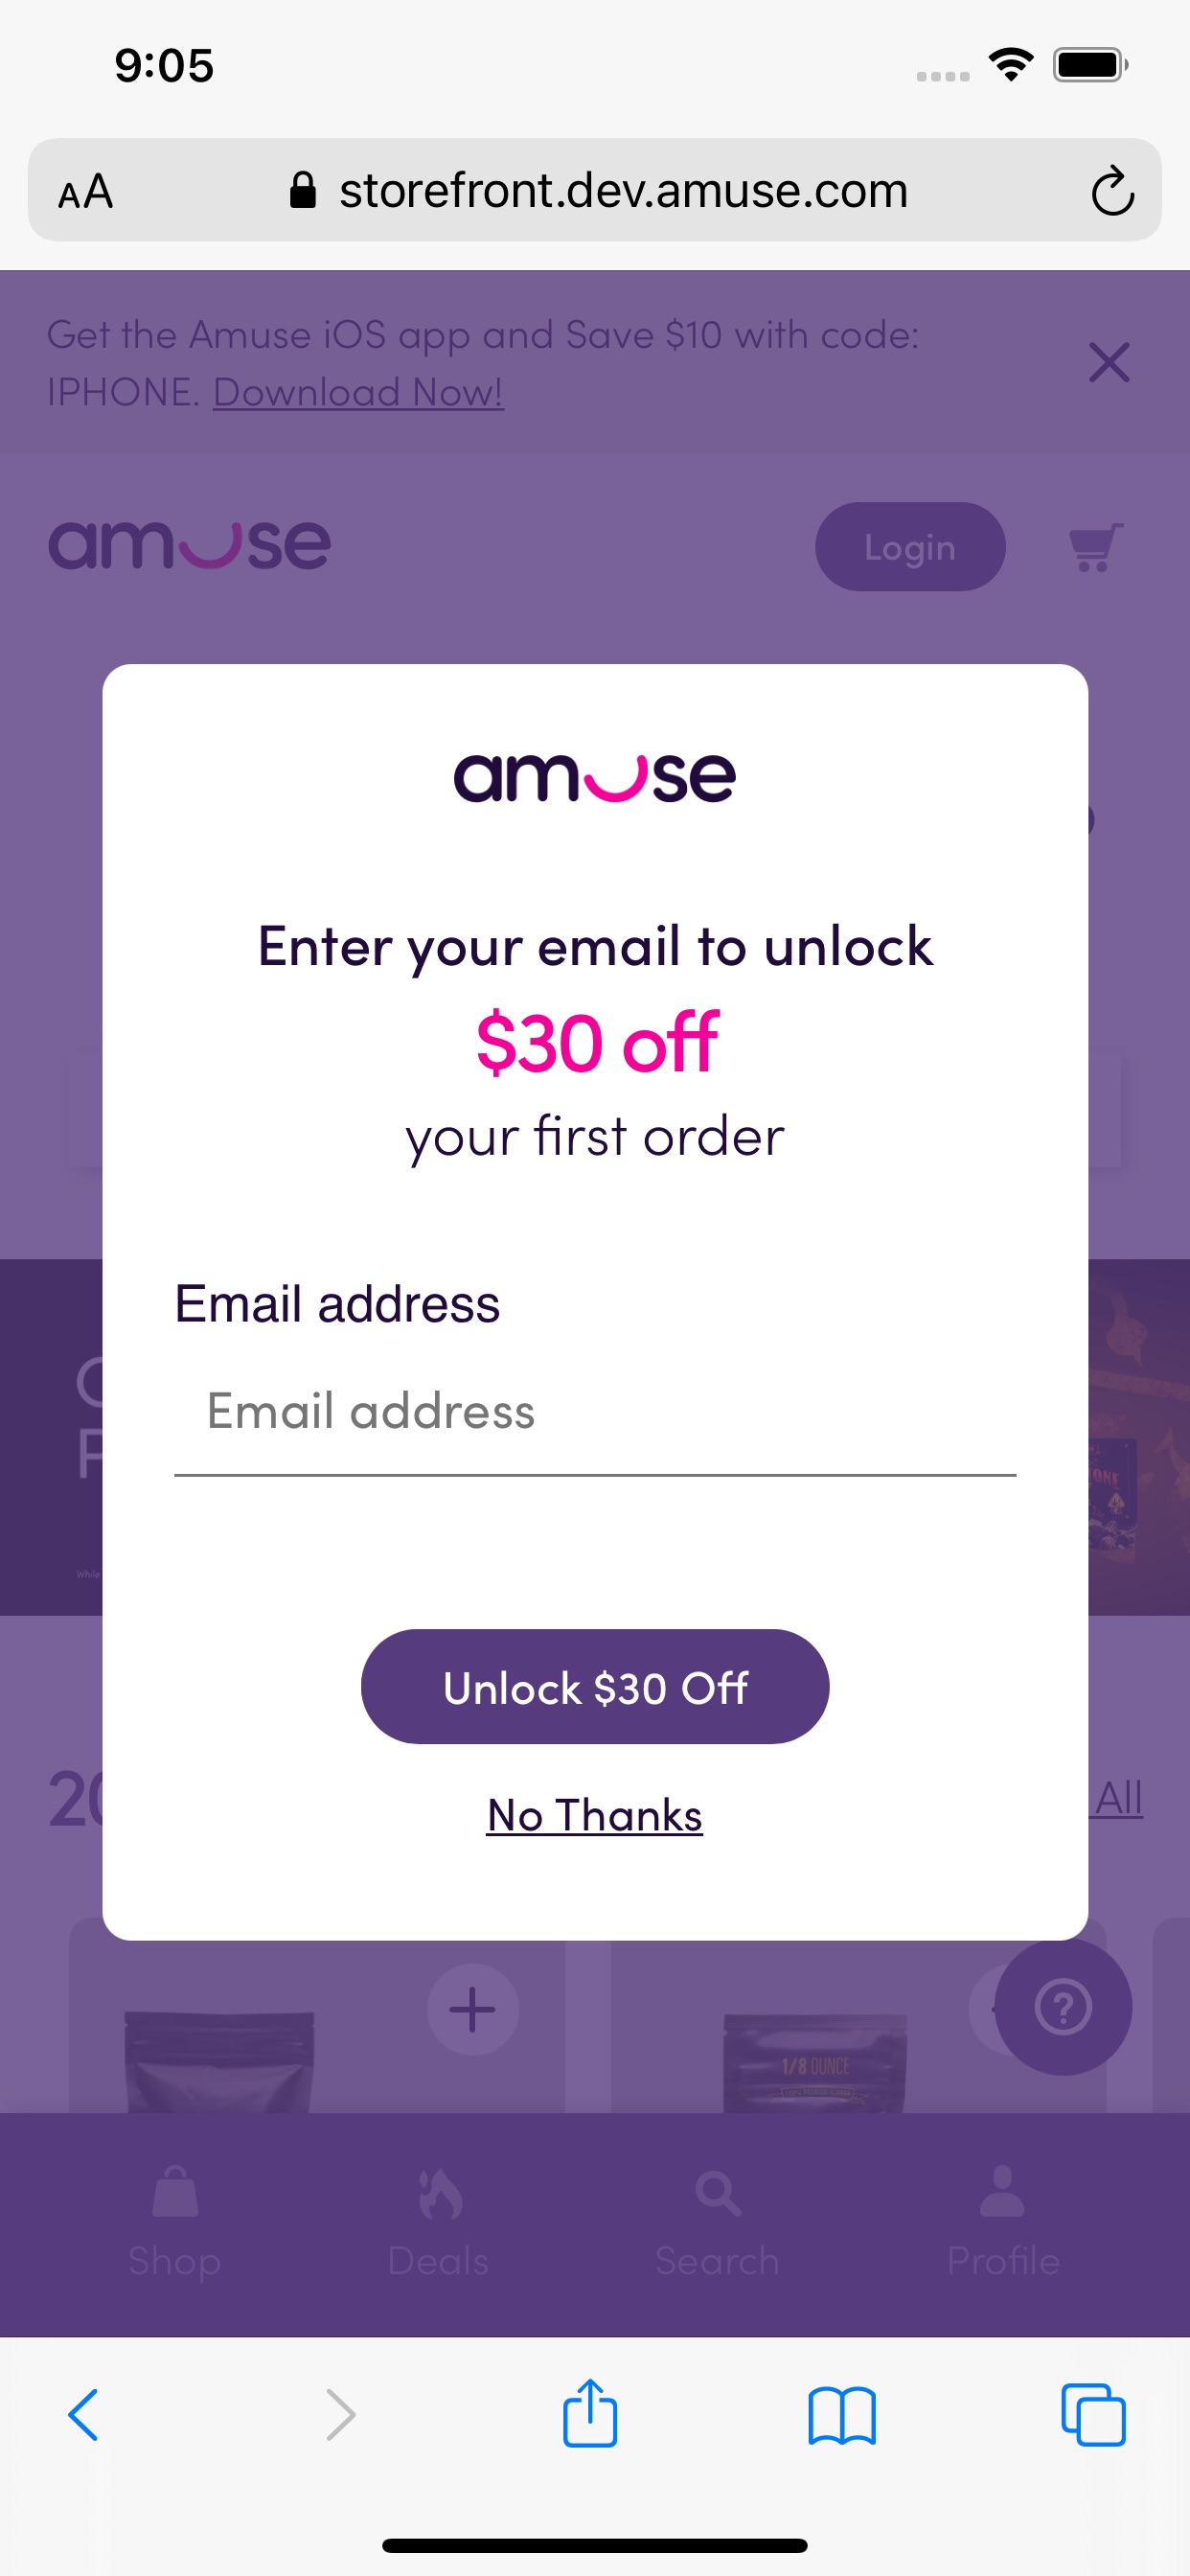 9:05
AA storefront.dev.amuse.com
Get the Amuse iOS app and Save $10 with code:
IPHONE. Download Now!
amuse
Login
amuse
Enter your email to unlock
$30 off
your first order
Email address
Email address
While
Unlock $30 Off
No Thanks
20
All
1/8 OUNCE
Shop
Deals
Search
Profile